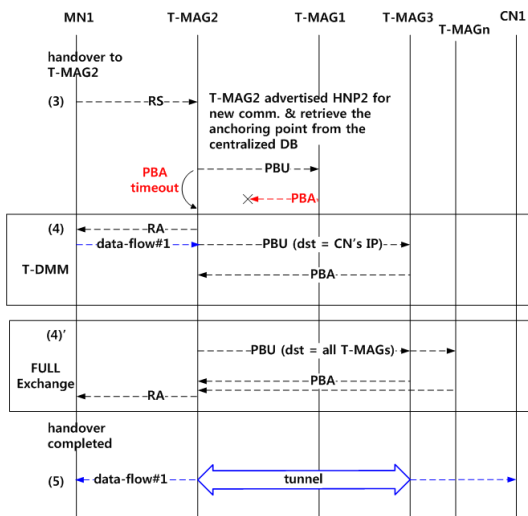 MN1 T-MAG2 T-MAG1 T-MAG3 CN1
T-MAGn
handover to
T-MAG2
(3) RS
T-MAG2 advertised HNP2 for
new comm. & retrieve the
anchoring point from the
centralized DB
PBA
timeout
PBU
PBA
(4) RA
data-flow#1 PBU (dst = CN's IP)
T-DMM PBA
(4)'
PBU (dst = all T-MAGs)
FULL
Exchange
PBA
RA
handover
completed
(5) data-flow#1 tunnel